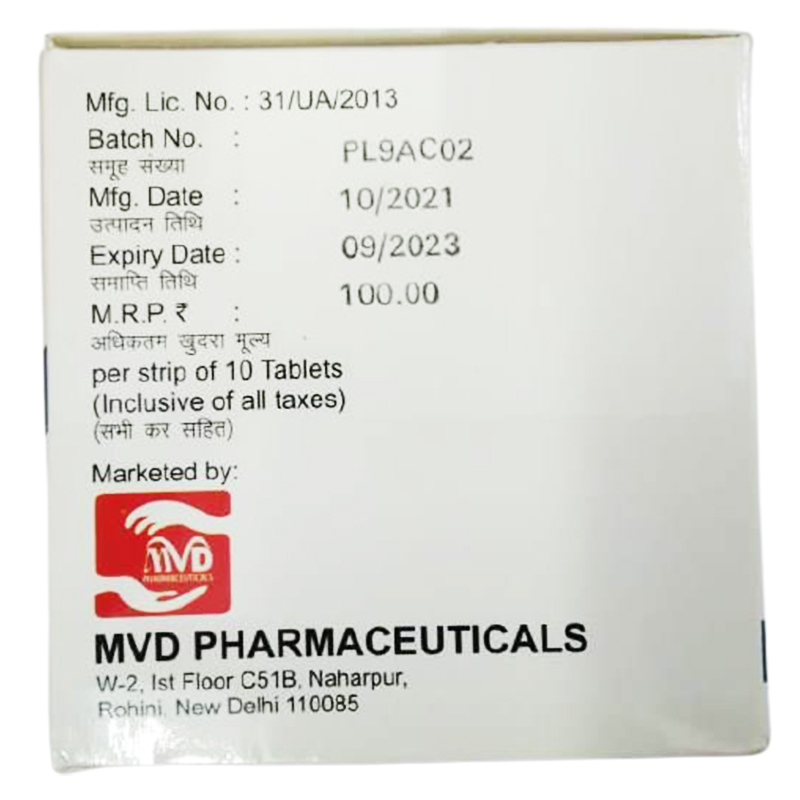 Mfg. Lic. No. : 31/UA/2013
Batch No. : PL9AC02
समूह संख्या
Mfg. Date : 10/2021
उत्पादन तिथि
Expiry Date : 09/2023
समाप्ति तिथि
M.R.P. ₹ : 100.00
अधिकतम खुदरा मूल्य
per strip of 10 Tablets
(Inclusive of all taxes)
(सभी कर सहित)
Marketed by:
MVD
PHARMACEUTICALS
MVD PHARMACEUTICALS
W-2, Ist Floor C51B, Naharpur,
Rohini, New Delhi 110085